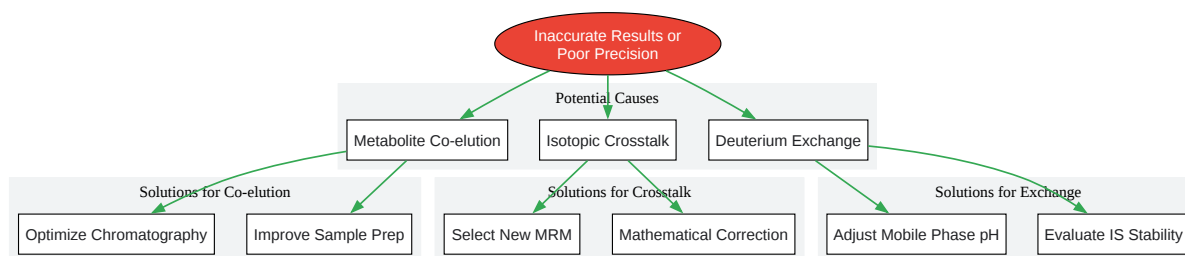 Inaccurate Results or
Poor Precision
Potential Causes
Metabolite Co-elution
Isotopic Crosstalk
Deuterium Exchange
Solutions for Co-elution
Solutions for Crosstalk
Solutions for Exchange
Optimize Chromatography
Improve Sample Prep
Select New MRM
Mathematical Correction
Adjust Mobile Phase pH
Evaluate IS Stability